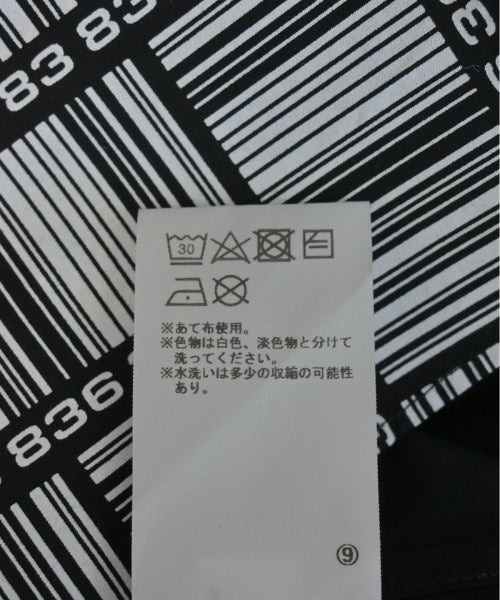 83 83
30
※あて布使用。
※色物は白色、淡色物と分けて
洗ってください。
※水洗いは多少の収縮の可能性
あり。
936
⑨